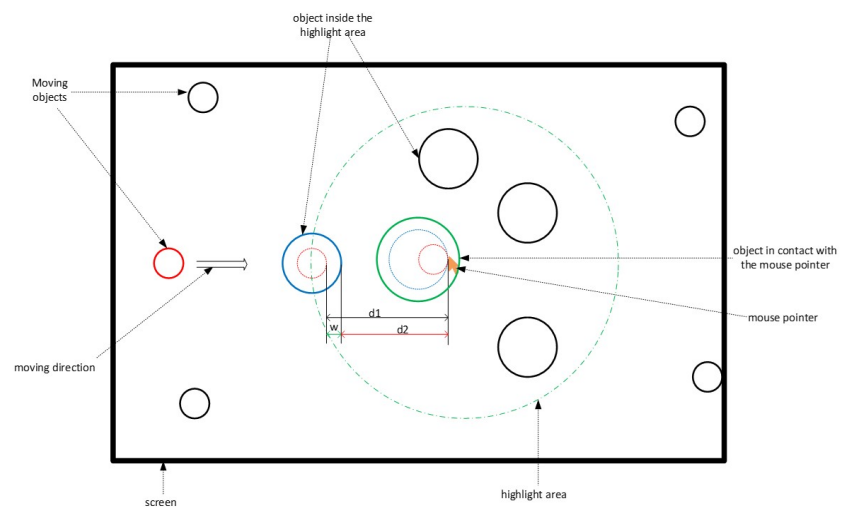 object inside the
highlight area
Moving
objects
object in contact with
the mouse pointer
mouse pointer
d1
w
d2
moving direction
highlight area
screen